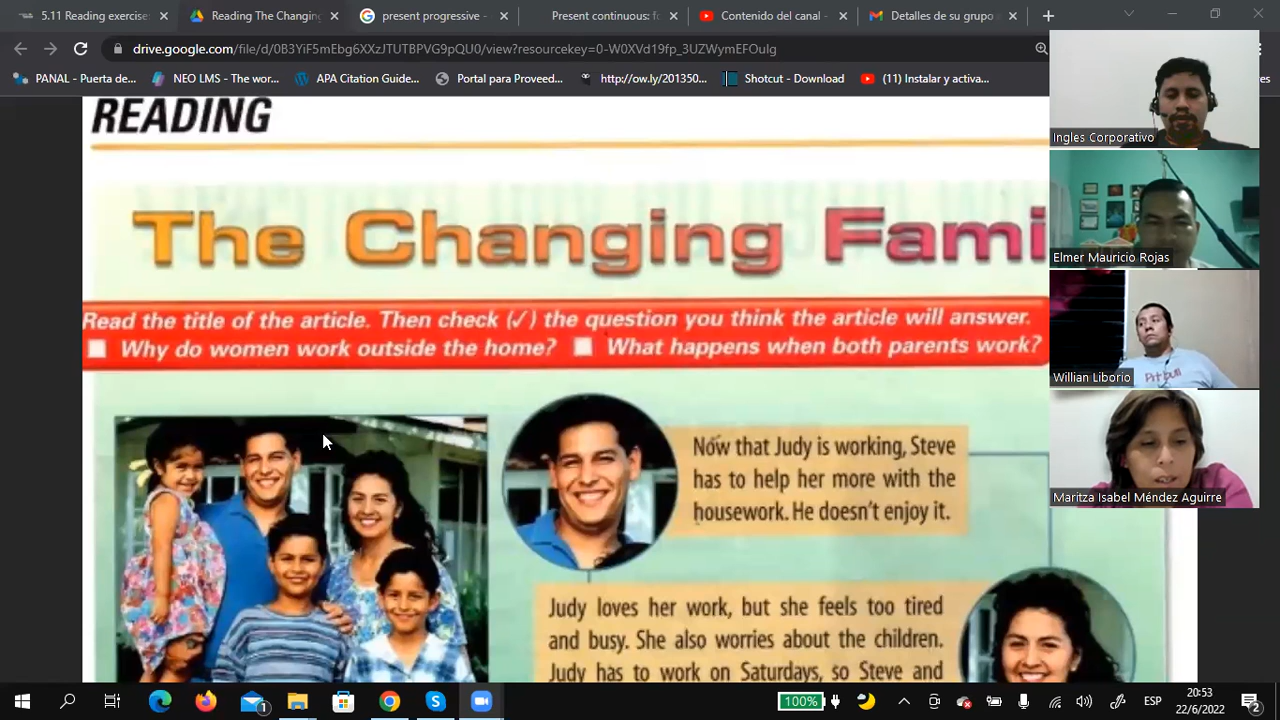 5.11 Reading exercise
Reading The Changing
present progressive -
Present continuous: fo
Contenido del canal -
Detalles de su grupo a
drive.google.com/file/d/0B3YiF5mEbg6XXzJTUTBPVG9pQU0/view?resourcekey=0-W0XVd19fp_3UZWymEFOulg
PANAL - Puerta de...
NEO LMS - The wor...
APA Citation Guide...
Portal para Proveed...
http://ow.ly/201350...
Shotcut - Download
(11) Instalar y activa...
es
READING
The Changing Fami
Read the title of the article. Then check (✓) the question you think the article will answer.
Why do women work outside the home? What happens when both parents work?
Now that Judy is working, Steve
has to help her more with the
housework. He doesn't enjoy it.
Judy loves her work, but she feels too tired
and busy. She also worries about the children.
Judy has to work on Saturdays, so Steve and
Ingles Corporativo
Elmer Mauricio Rojas
Pitbull
Willian Liborio
Maritza Isabel Méndez Aguirre
1
100%
ESP
20:53
22/6/2022
2